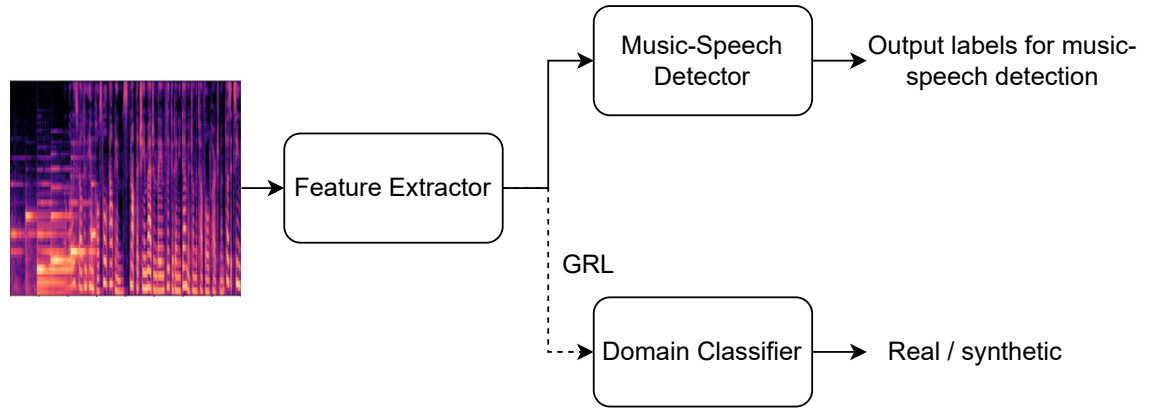 Music-Speech
Detector
Output labels for music-
speech detection
Feature Extractor
GRL
Domain Classifier
Real / synthetic